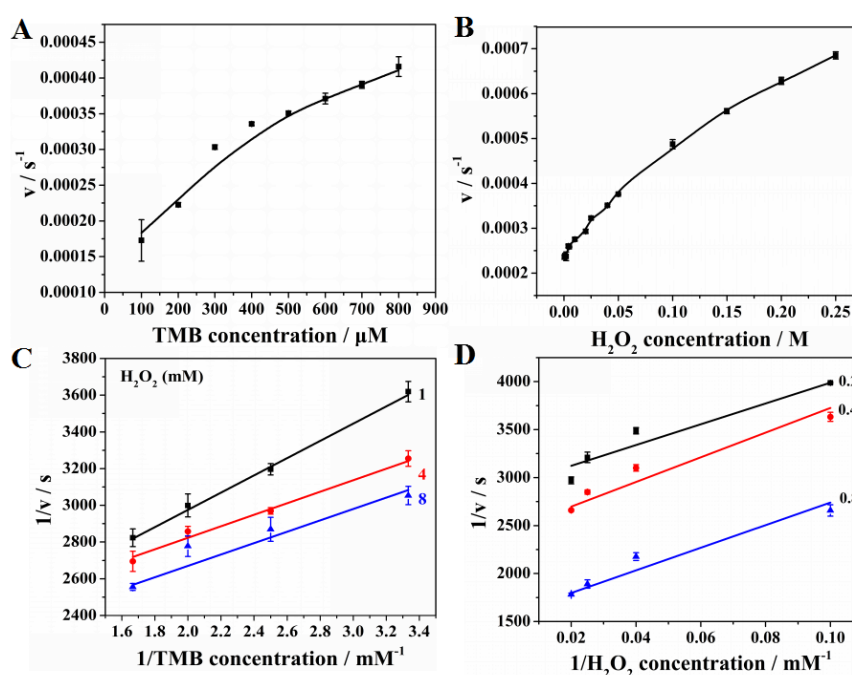 A
0.00045
0.00040
0.00035
0.00030
0.00025
0.00020
0.00015
0.00010
v / s⁻¹
0 100 200 300 400 500 600 700 800 900
TMB concentration / µM
B
0.0007
0.0006
0.0005
0.0004
0.0003
0.0002
v / s⁻¹
0.00 0.05 0.10 0.15 0.20 0.25
H₂O₂ concentration / M
C
H₂O₂ (mM)
3800
3600
3400
3200
3000
2800
2600
2400
1/v / s
1
4
8
1.6 1.8 2.0 2.2 2.4 2.6 2.8 3.0 3.2 3.4
1/TMB concentration / mM⁻¹
D
4000
3500
3000
2500
2000
1500
1/v / s
0.4
0.02 0.04 0.06 0.08 0.10
1/H₂O₂ concentration / mM⁻¹